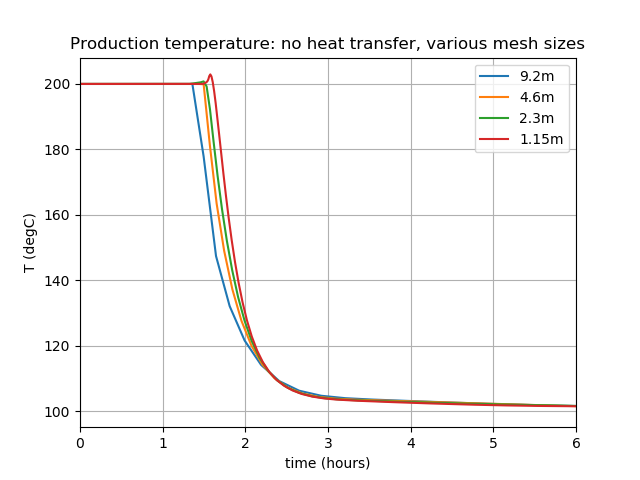 Production temperature: no heat transfer, various mesh sizes
200
180
160
140
120
100
T (degC)
9.2m
4.6m
2.3m
1.15m
0 1 2 3 4 5 6
time (hours)